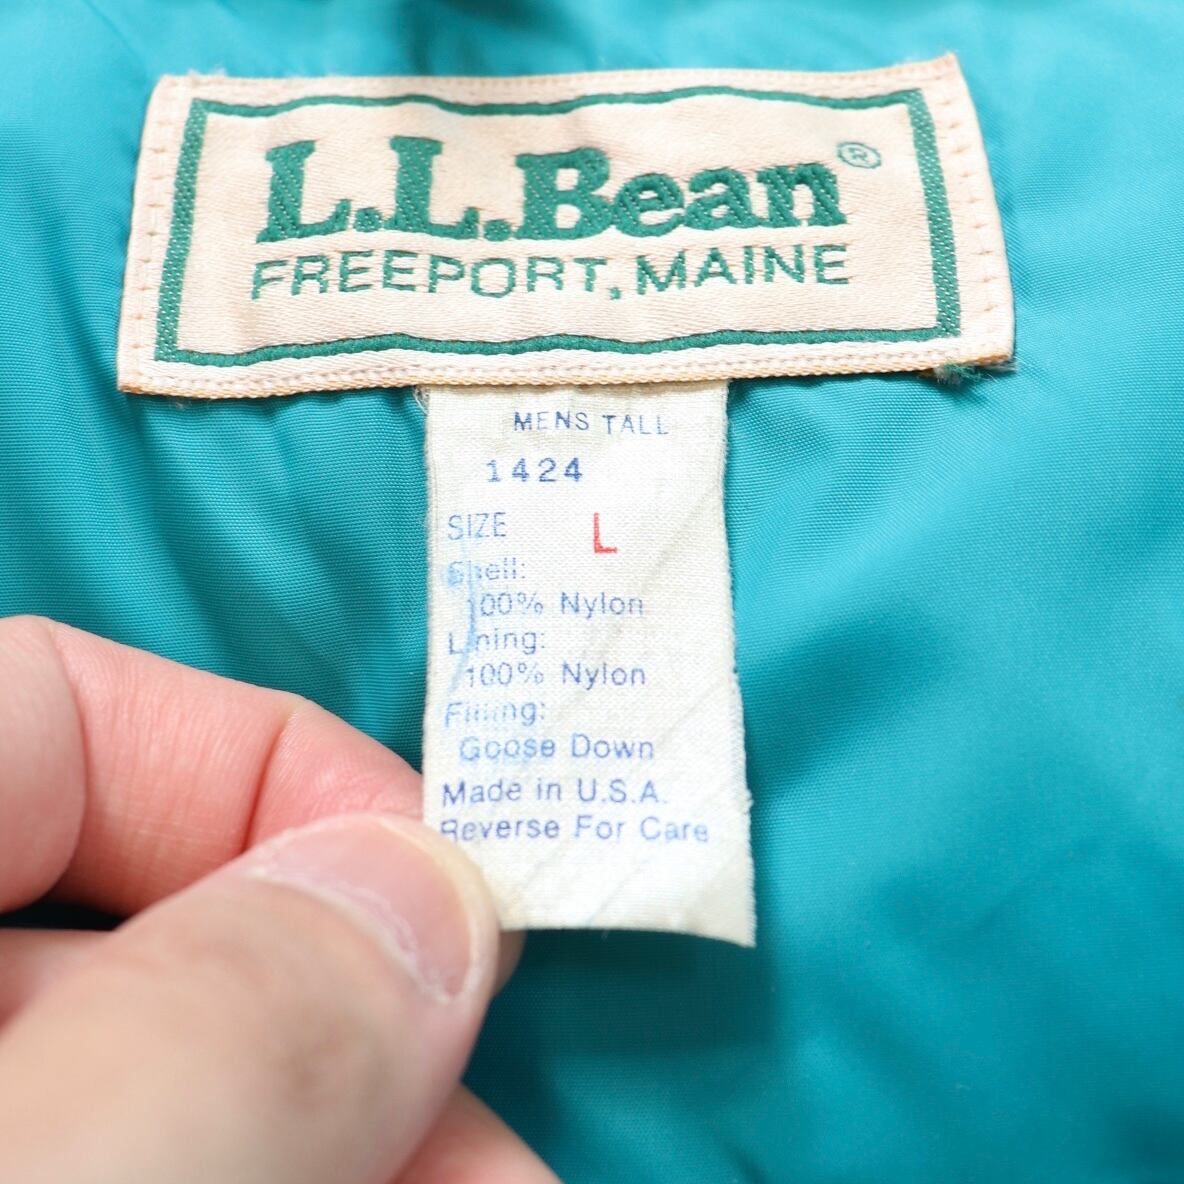 L.L.Bean®
FREEPORT, MAINE
MENS TALL
1424
SIZE L
Shell:
100% Nylon
Lining:
100% Nylon
Filling:
Goose Down
Made in U.S.A.
Reverse For Care